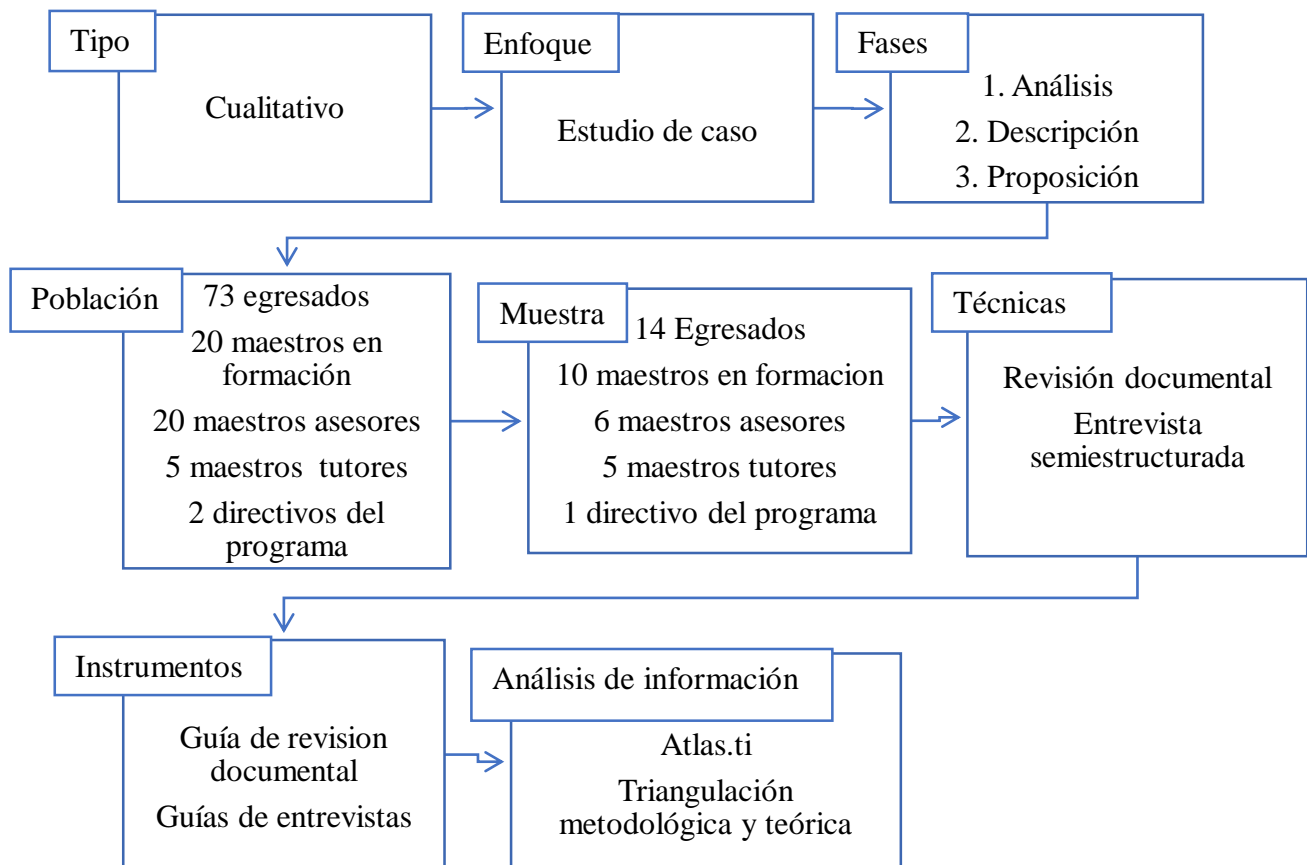 Tipo
Cualitativo
Enfoque
Estudio de caso
Fases
1. Análisis
2. Descripción
3. Proposición
Población
73 egresados
20 maestros en
formación
20 maestros asesores
5 maestros tutores
2 directivos del
programa
Muestra
14 Egresados
10 maestros en formacion
6 maestros asesores
5 maestros tutores
1 directivo del programa
Técnicas
Revisión documental
Entrevista
semiestructurada
Instrumentos
Guía de revision
documental
Guías de entrevistas
Análisis de información
Atlas.ti
Triangulación
metodológica y teórica